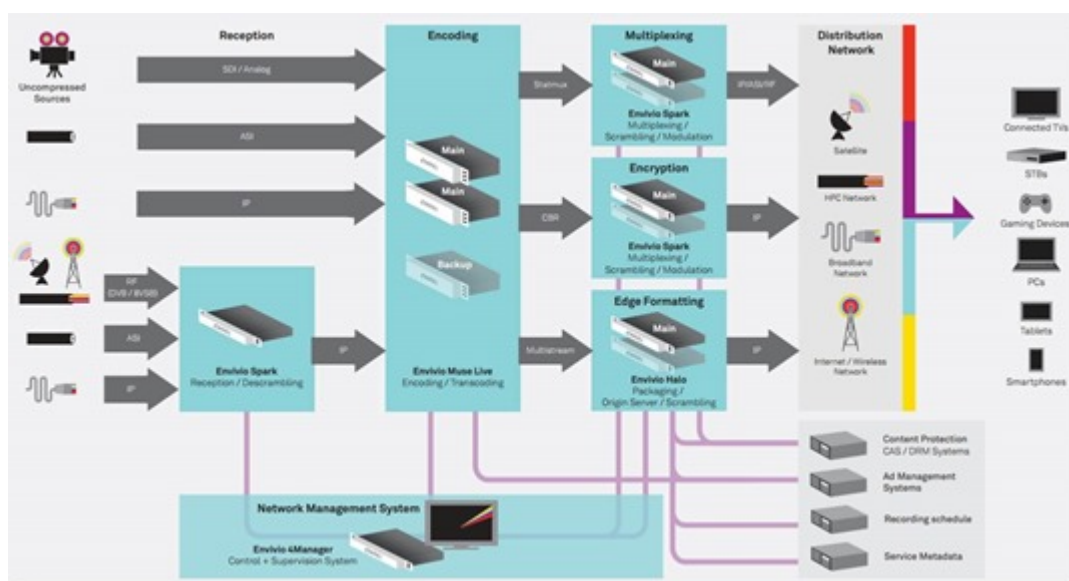 Reception
Encoding
Multiplexing
Distribution
Network
Uncompressed
Sources
SDI / Analog
Main
Statmux
IP/ASI/RF
Envivio Spark
Multiplexing /
Scrambling / Modulation
Satellite
Connected TVs
ASI
Main
Main
Encryption
STBs
IP
CBR
Main
IP
HFC Network
Gaming Devices
Backup
Envivio Spark
Multiplexing /
Scrambling / Modulation
Broadband
Network
PCs
RF
ASI
IP
Envivio Spark
Reception / Descrambling
IP
Envivio Muse Live
Encoding / Transcoding
Multistream
Edge Formatting
Main
Envivio Halo
Packaging /
Origin Server / Scrambling
IP
Internet / Wireless
Network
Tablets
Smartphones
Content Protection
CAS / DRM Systems
Ad Management
Systems
Recording schedule
Service Metadata
Network Management System
Envivio 4Manager
Control + Supervision System